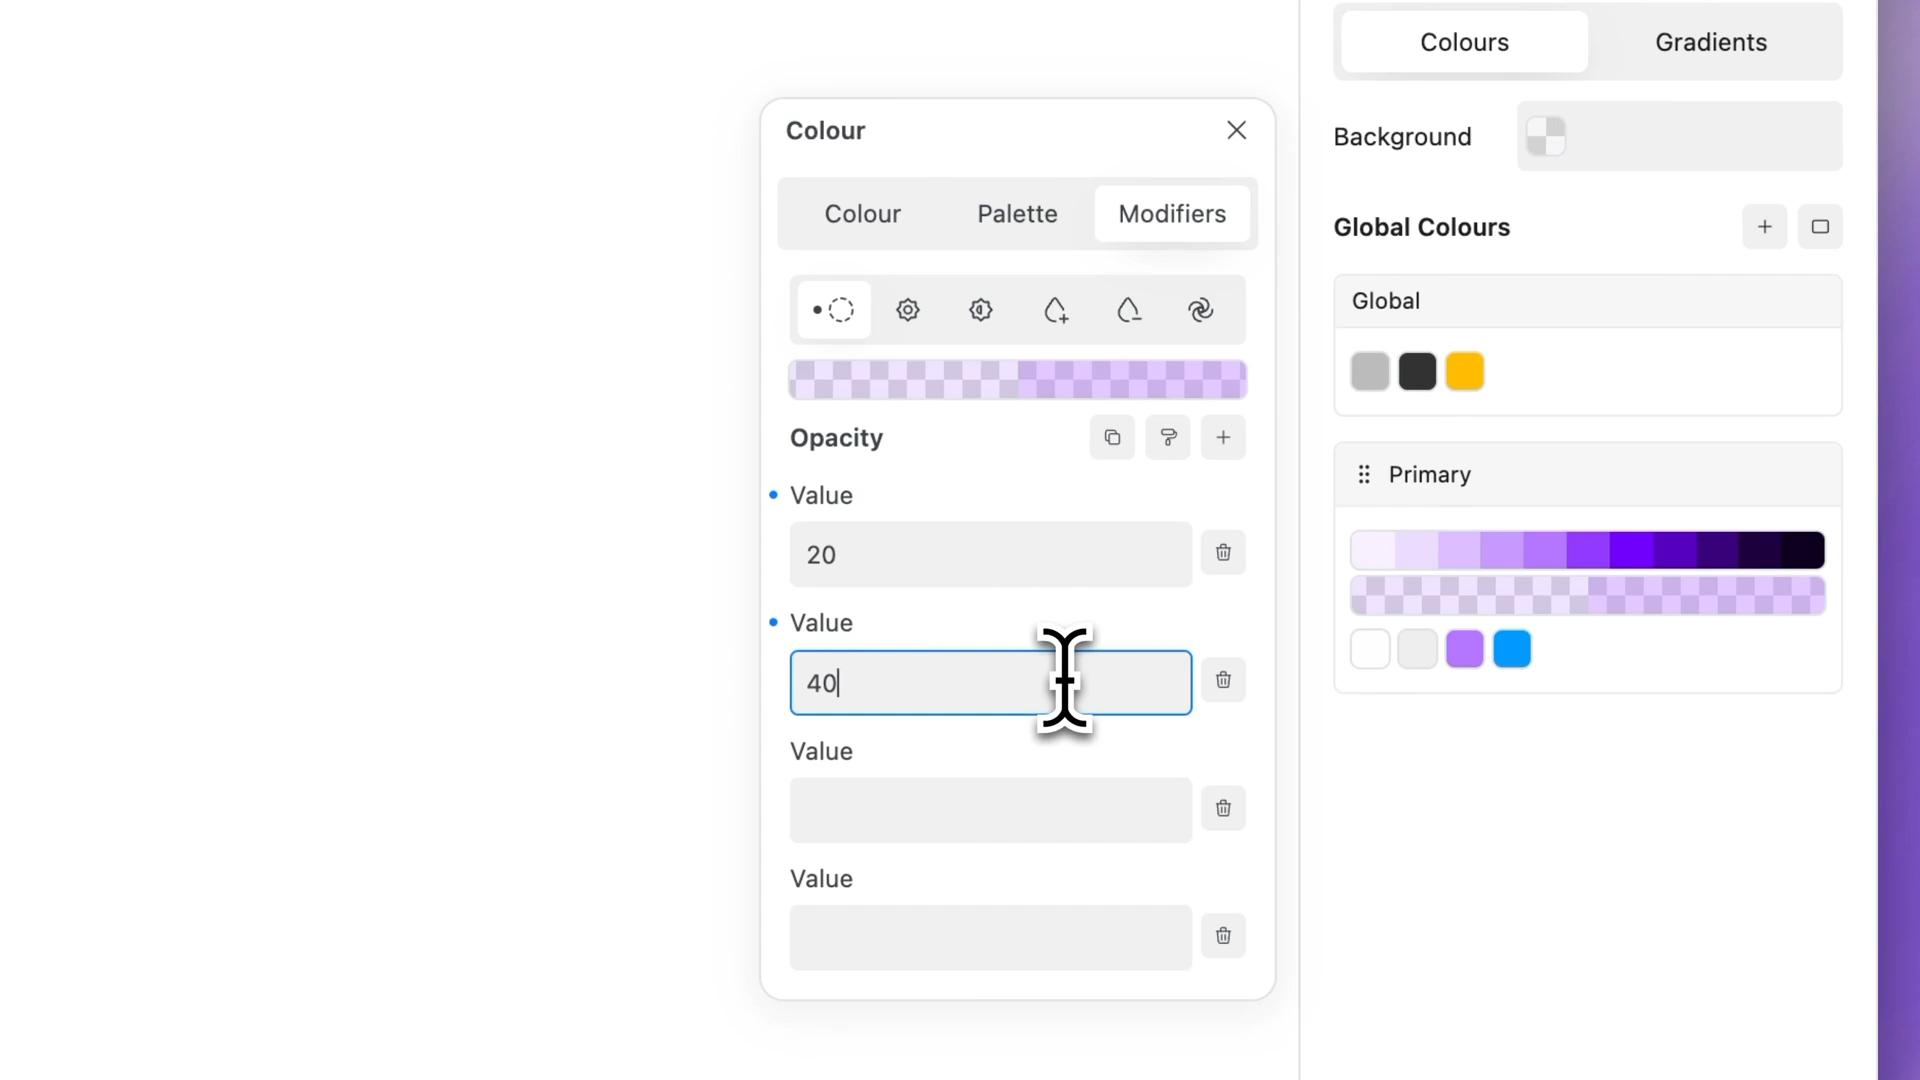 Colours
Gradients
Colour
Background
Colour
Palette
Modifiers
Global Colours
Global
Opacity
Primary
Value
20
Value
40
Value
Value